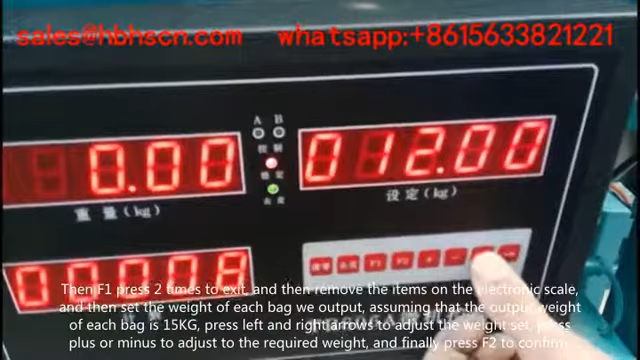 sales@hbhscn.com whatsapp:+8615633821221
A B
0.00 012.00
重量(kg) 设定(kg)
00008
F1 F2 + -
Then F1 press 2 times to exit, and then remove the items on the electronic scale,
and then set the weight of each bag we output, assuming that the output weight
of each bag is 15KG, press left and right arrows to adjust the weight set, press
plus or minus to adjust to the required weight, and finally press F2 to confirm